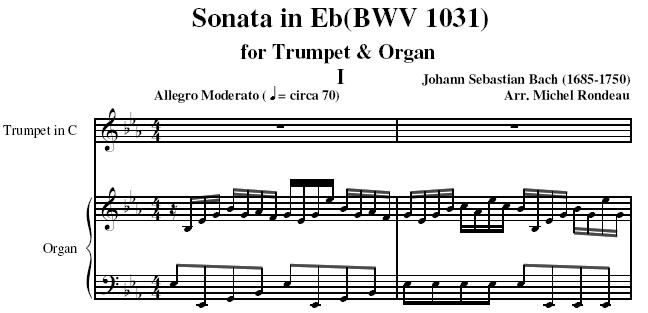 Sonata in Eb(BWV 1031)
for Trumpet & Organ
I
Johann Sebastian Bach (1685-1750)
Allegro Moderato (♩= circa 70)
Arr. Michel Rondeau
Trumpet in C
Organ